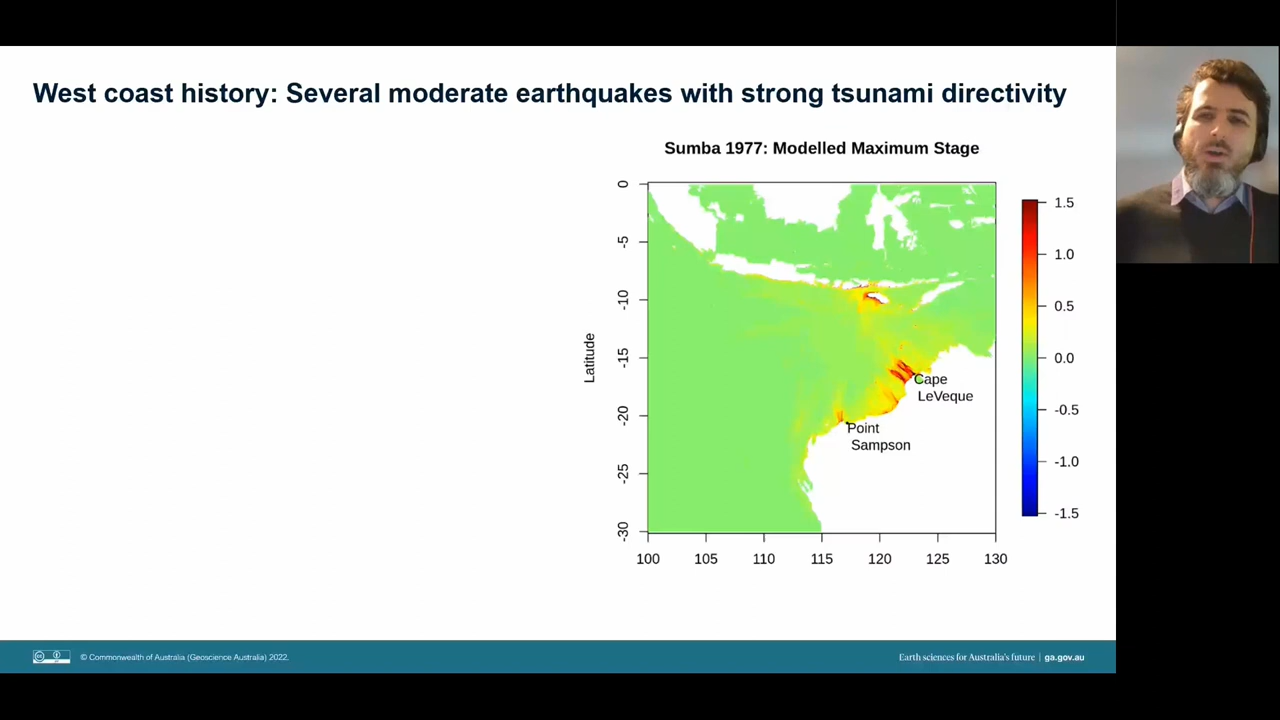 West coast history: Several moderate earthquakes with strong tsunami directivity
Sumba 1977: Modelled Maximum Stage
0
-5
-10
-15
-20
-25
-30
Latitude
Cape
LeVeque
Point
Sampson
100
105
110
115
120
125
130
1.5
1.0
0.5
0.0
-0.5
-1.0
-1.5
© Commonwealth of Australia (Geoscience Australia) 2022.
Earth sciences for Australia's future | ga.gov.au